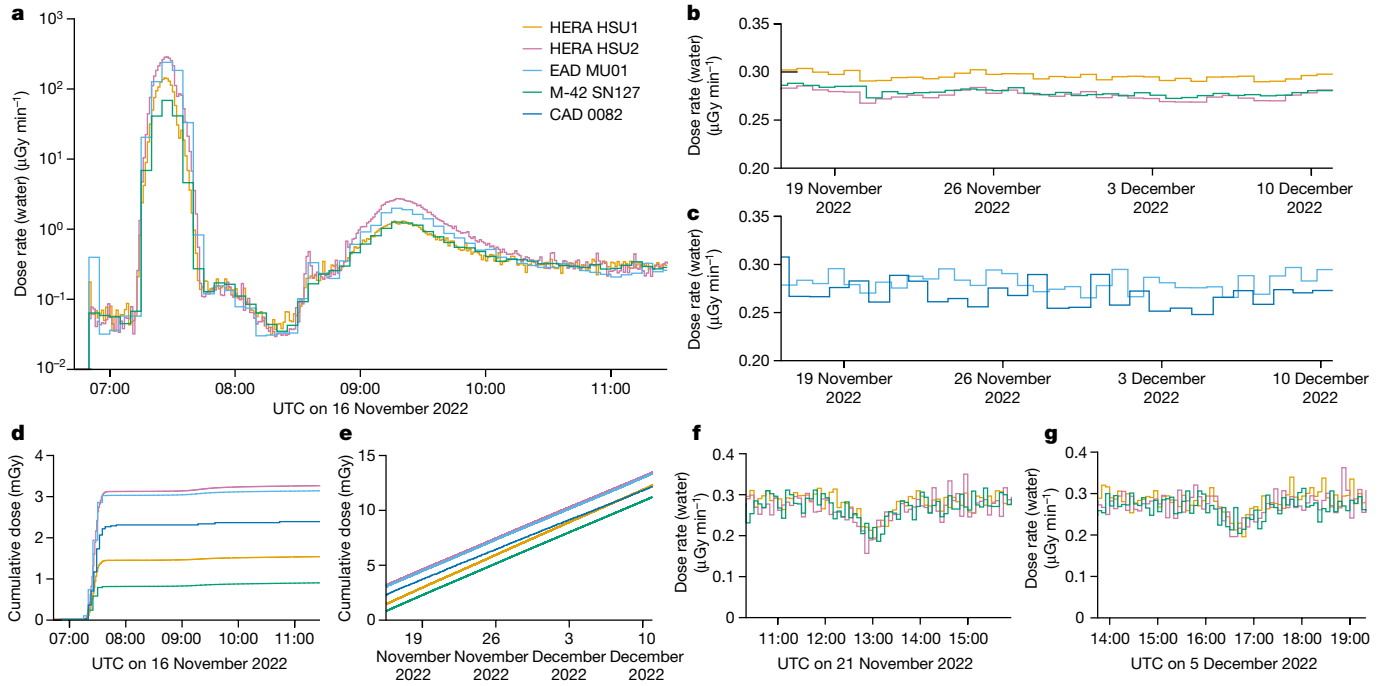 a
Dose rate (water) (μGy min⁻¹)
10³
10²
10¹
10⁰
10⁻¹
10⁻²
HERA HSU1
HERA HSU2
EAD MU01
M-42 SN127
CAD 0082
07:00 08:00 09:00 10:00 11:00
UTC on 16 November 2022
b
Dose rate (water)
(μGy min⁻¹)
0.35
0.30
0.25
0.20
19 November 26 November 3 December 10 December
2022 2022 2022 2022
c
Dose rate (water)
(μGy min⁻¹)
0.35
0.30
0.25
0.20
19 November 26 November 3 December 10 December
2022 2022 2022 2022
d
Cumulative dose (mGy)
4
3
2
1
0
07:00 08:00 09:00 10:00 11:00
UTC on 16 November 2022
e
Cumulative dose (mGy)
15
10
5
0
19 26 3 10
November November December December
2022 2022 2022 2022
f
Dose rate (water)
(μGy min⁻¹)
0.4
0.3
0.2
0.1
0
11:00 12:00 13:00 14:00 15:00
UTC on 21 November 2022
g
Dose rate (water)
(μGy min⁻¹)
0.4
0.3
0.2
0.1
0
14:00 15:00 16:00 17:00 18:00 19:00
UTC on 5 December 2022